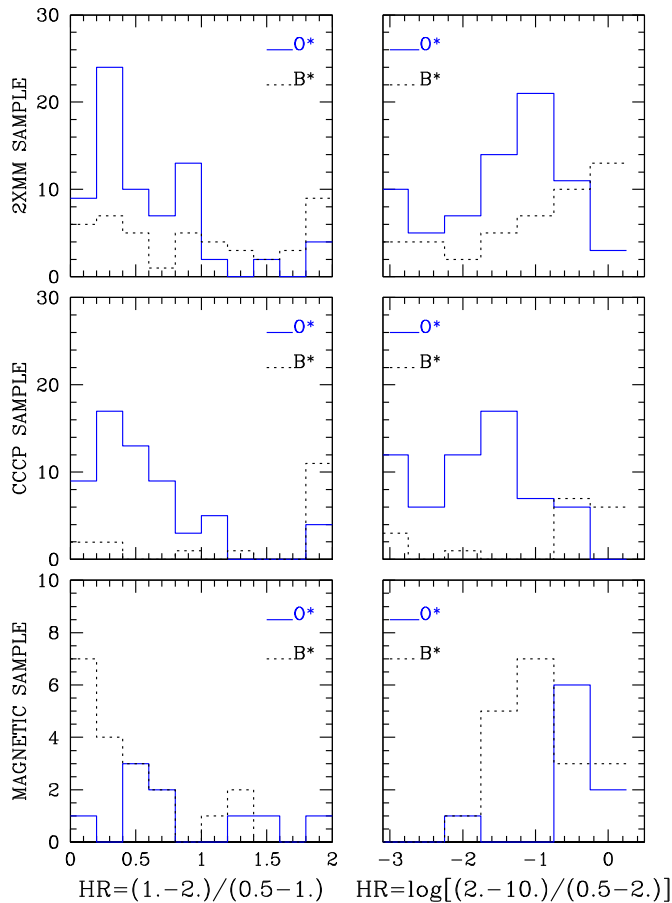 30
20
10
0
2XMM SAMPLE
O*
B*
O*
B*
30
20
10
0
CCCP SAMPLE
O*
B*
O*
B*
10
8
6
4
2
0
MAGNETIC SAMPLE
O*
B*
O*
B*
0 0.5 1 1.5 2
-3 -2 -1 0
HR=(1.-2.)/(0.5-1.)
HR=log[(2.-10.)/(0.5-2.)]